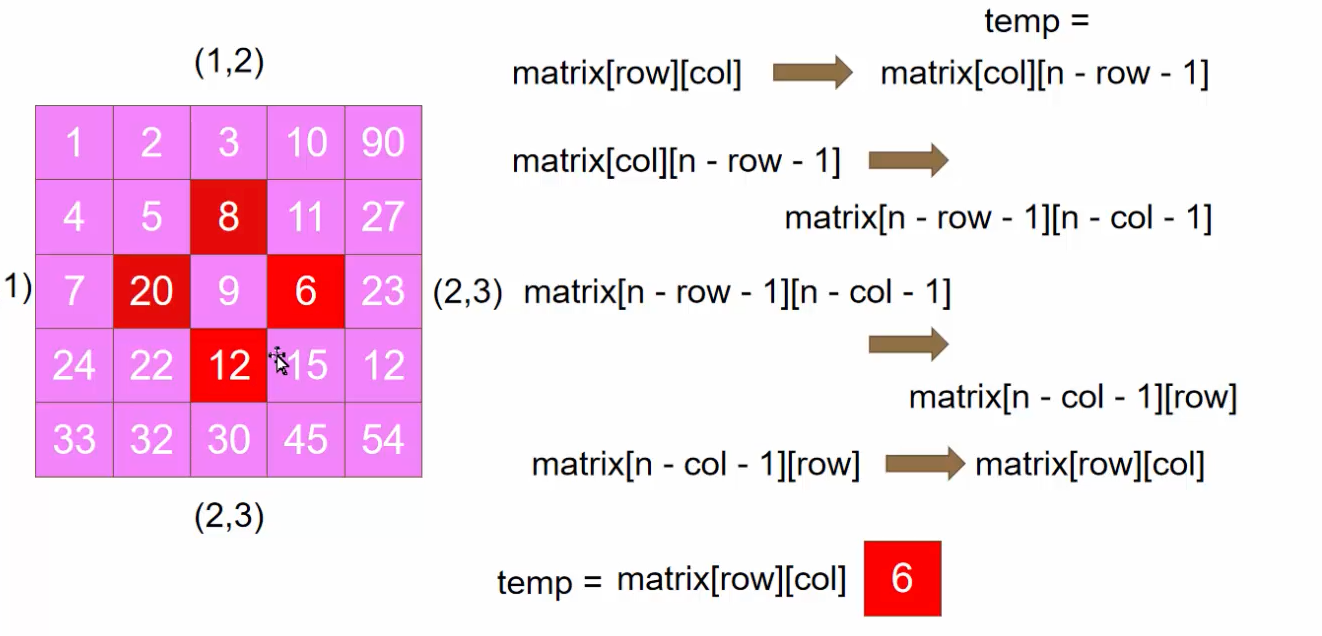 temp =
(1,2)
matrix[row][col] matrix[col][n - row - 1]
1 2 3 10 90
matrix[col][n - row - 1]
4 5 8 11 27
matrix[n - row - 1][n - col - 1]
1) 7 20 9 6 23 (2,3) matrix[n - row - 1][n - col - 1]
24 22 12 15 12
matrix[n - col - 1][row]
33 32 30 45 54
matrix[n - col - 1][row] matrix[row][col]
(2,3)
temp = matrix[row][col] 6